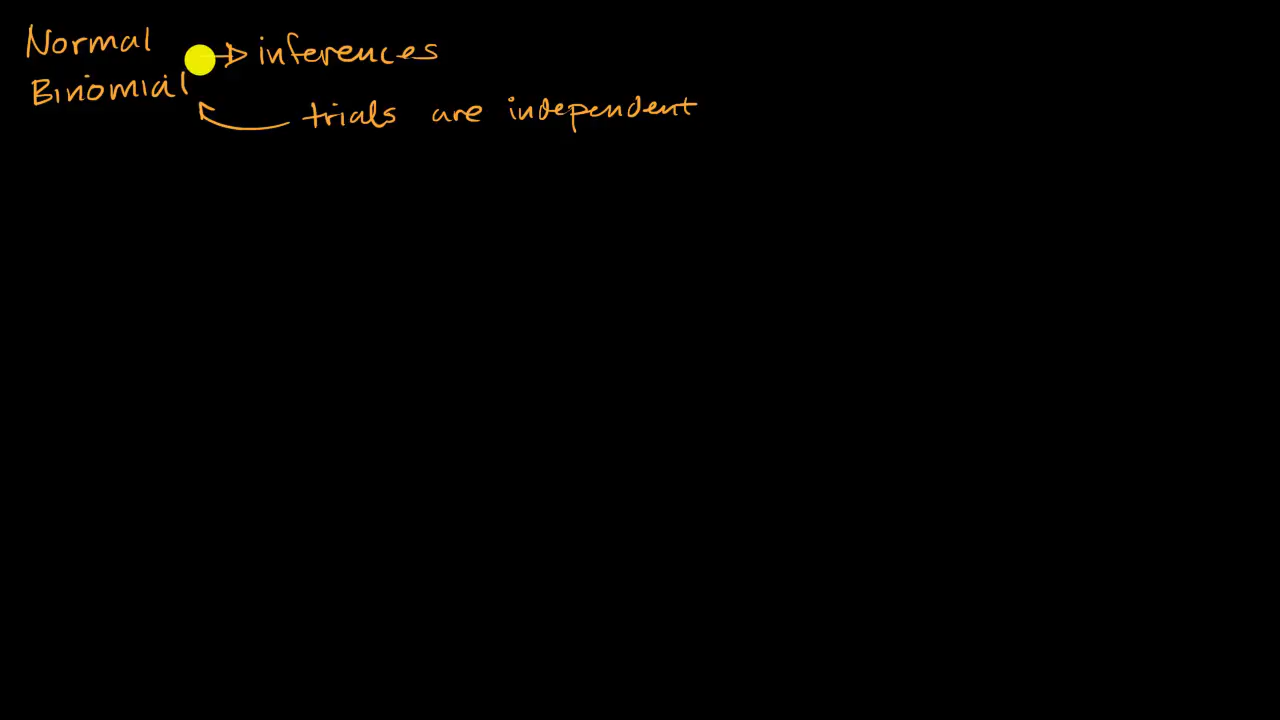 Normal
Binomial
inferences
trials are independent